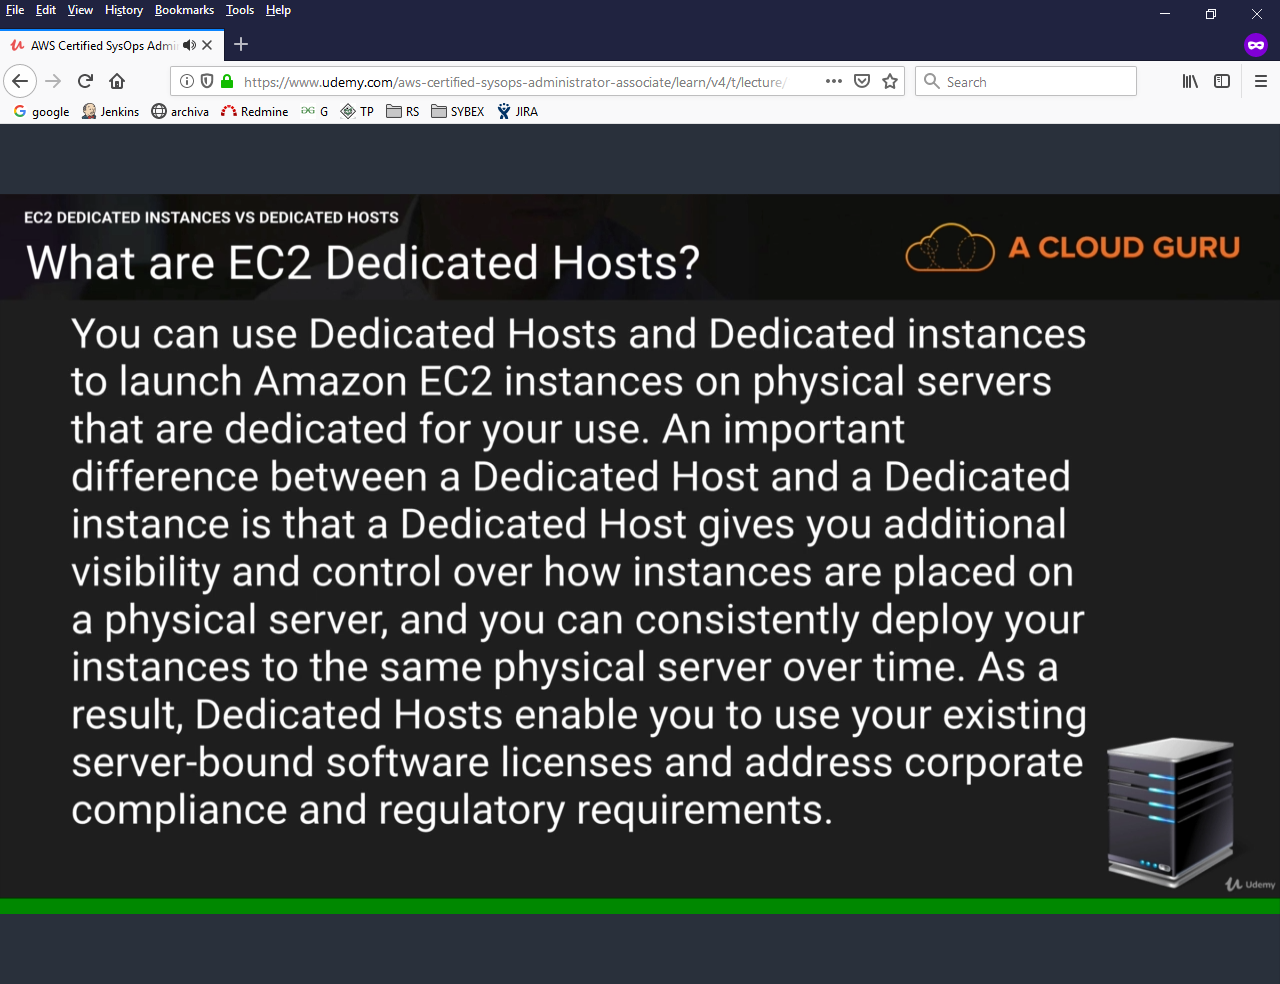 File Edit View History Bookmarks Tools Help
AWS Certified SysOps Admi
https://www.udemy.com/aws-certified-sysops-administrator-associate/learn/v4/t/lecture/
Search
google Jenkins archiva Redmine G TP RS SYBEX JIRA
EC2 DEDICATED INSTANCES VS DEDICATED HOSTS
What are EC2 Dedicated Hosts?
A CLOUD GURU
You can use Dedicated Hosts and Dedicated instances
to launch Amazon EC2 instances on physical servers
that are dedicated for your use. An important
difference between a Dedicated Host and a Dedicated
instance is that a Dedicated Host gives you additional
visibility and control over how instances are placed on
a physical server, and you can consistently deploy your
instances to the same physical server over time. As a
result, Dedicated Hosts enable you to use your existing
server-bound software licenses and address corporate
compliance and regulatory requirements.
Udemy